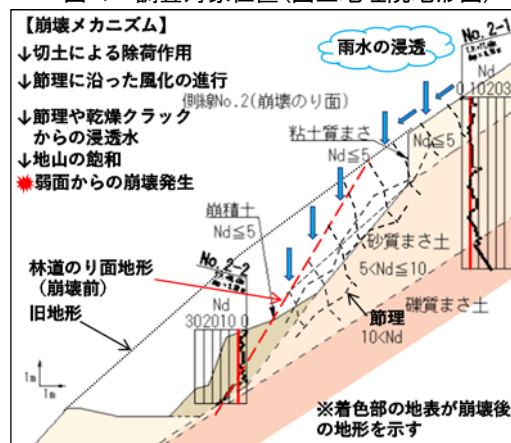 【崩壊メカニズム】
↓切土による除荷作用
↓節理に沿った風化の進行
↓節理や乾燥クラック
からの浸透水
↓地山の飽和
弱面からの崩壊発生
雨水の浸透
No.2-1
Nd
0 102030
側線No.2(崩壊のり面)
粘土質まさ
Nd≦5
Nd≦5
崩積土
Nd≦5
砂質まさ土
5<Nd≦10
林道のり面地形
(崩壊前)
旧地形
No.2-2
Nd
3020100
礫質まさ土
節理
10<Nd
1m
1m
※着色部の地表が崩壊後
の地形を示す